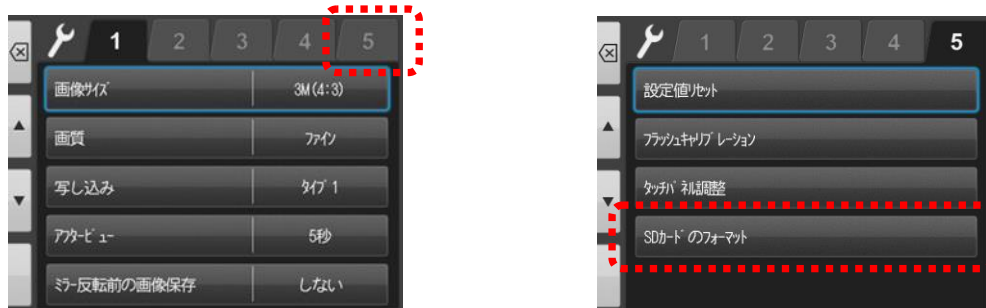 1 2 3 4 5
画像ｻｲｽﾞ 3M(4:3)
画質 ﾌｧｲﾝ
写し込み ﾀｲﾌﾟ1
ｱﾌﾀｰﾋﾞｭｰ 5秒
ﾐﾗｰ反転前の画像保存 しない
1 2 3 4 5
設定値ﾘｾｯﾄ
ﾌﾗｯｼｭｷｬﾘﾌﾞﾚｰｼｮﾝ
ﾀｯﾁﾊﾟﾈﾙ調整
SDｶｰﾄﾞのﾌｫｰﾏｯﾄ